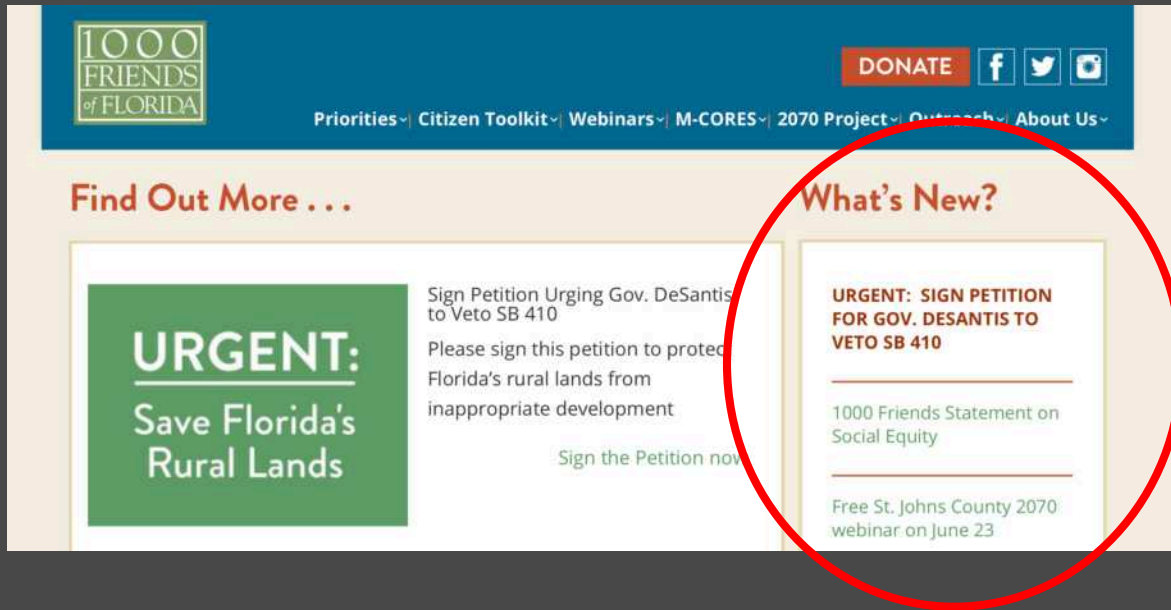 1000
FRIENDS
of FLORIDA
DONATE
Priorities Citizen Toolkit Webinars M-CORES 2070 Project Outreach About Us
Find Out More . . .
URGENT:
Save Florida's
Rural Lands
Sign Petition Urging Gov. DeSantis
to Veto SB 410
Please sign this petition to protect
Florida's rural lands from
inappropriate development
Sign the Petition now
What's New?
URGENT: SIGN PETITION
FOR GOV. DESANTIS TO
VETO SB 410
1000 Friends Statement on
Social Equity
Free St. Johns County 2070
webinar on June 23